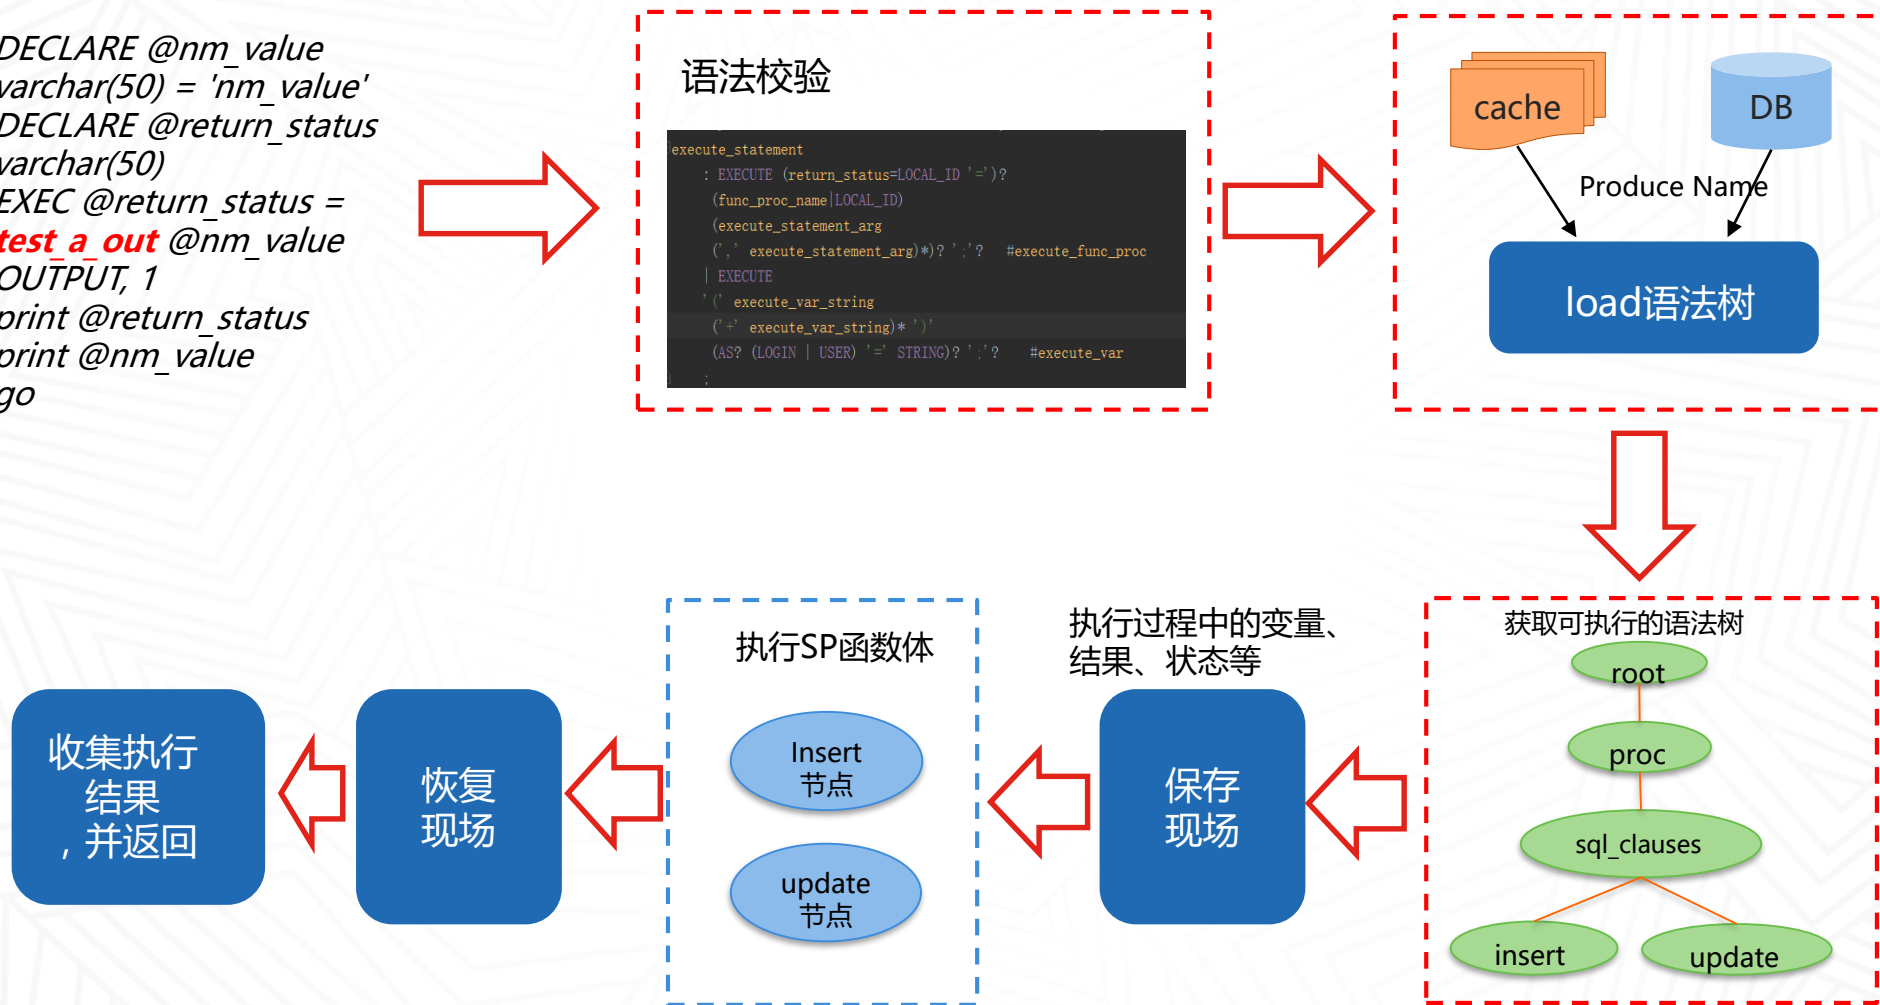 DECLARE @nm_value
varchar(50) = 'nm_value'
DECLARE @return_status
varchar(50)
EXEC @return_status =
test_a_out @nm_value
OUTPUT, 1
print @return_status
print @nm_value
go
语法校验
execute_statement
: EXECUTE (return_status=LOCAL_ID '=')?
(func_proc_name|LOCAL_ID)
(execute_statement_arg
(',' execute_statement_arg)*)? ';'? #execute_func_proc
| EXECUTE
'(' execute_var_string
('+' execute_var_string)* ')'
(AS? (LOGIN | USER) '=' STRING)? ';'? #execute_var
;
cache
DB
Produce Name
load语法树
获取可执行的语法树
root
proc
sql_clauses
insert
update
执行过程中的变量、
结果、状态等
保存
现场
执行SP函数体
Insert
节点
update
节点
恢复
现场
收集执行
结果
，并返回